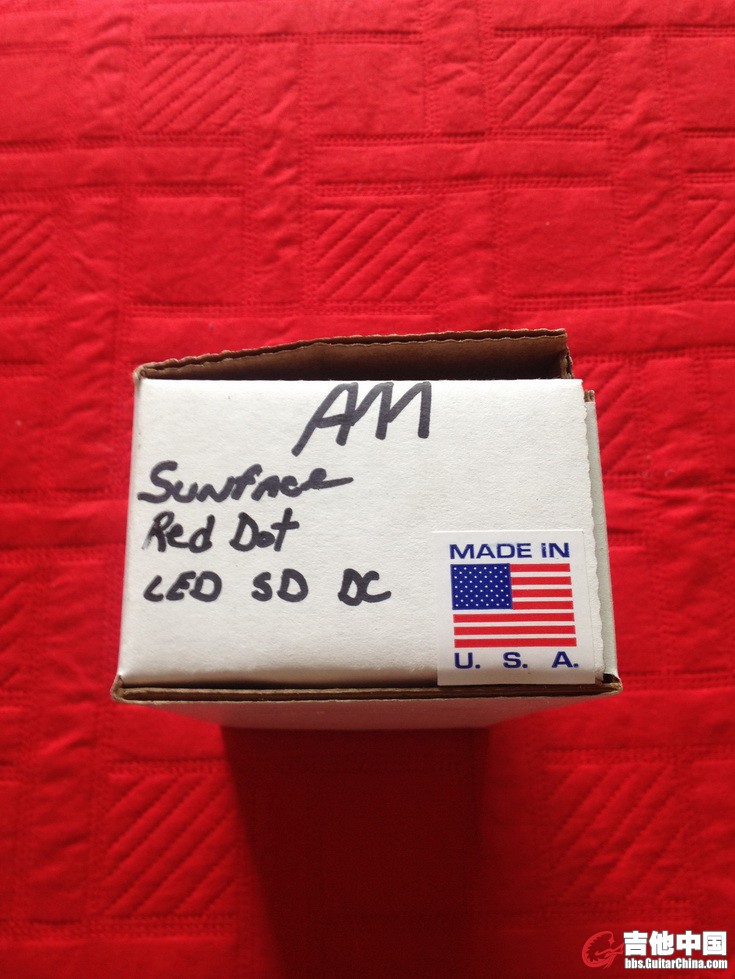 AM
Sunface
Red Dot
LED SD DC
MADE IN
U. S. A.
吉他中国
bbs.GuitarChina.com